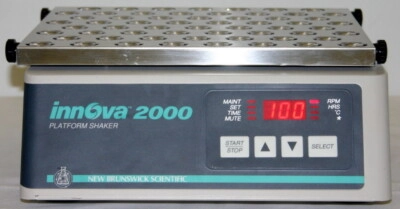 innova 2000
PLATFORM SHAKER
MAINT
SET
TIME
MUTE
100
RPM
HRS
°C
START
STOP
SELECT
NEW BRUNSWICK SCIENTIFIC